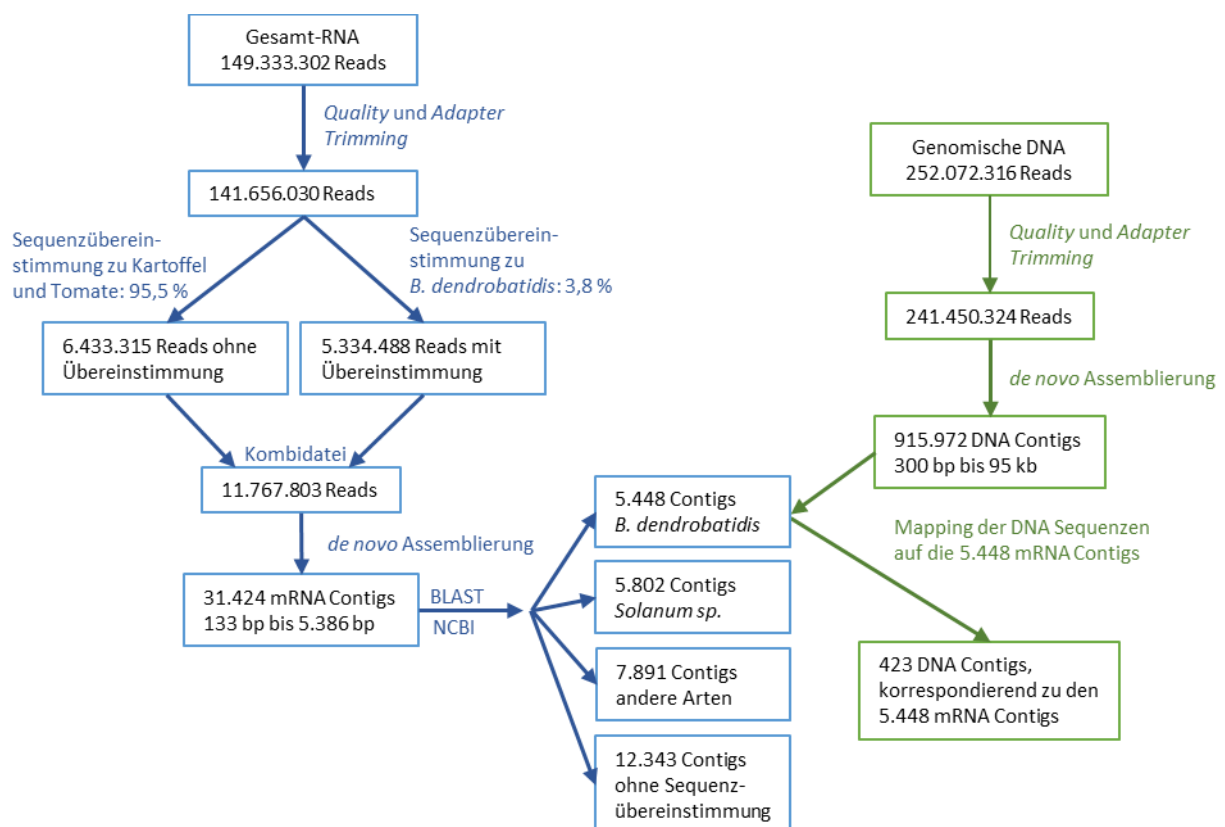 Gesamt-RNA
149.333.302 Reads
Quality und Adapter
Trimming
141.656.030 Reads
Sequenzüberein-
stimmung zu Kartoffel
und Tomate: 95,5 %
Sequenzüberein-
stimmung zu
B. dendrobatidis: 3,8 %
6.433.315 Reads ohne
Übereinstimmung
5.334.488 Reads mit
Übereinstimmung
Kombidatei
11.767.803 Reads
de novo Assemblierung
31.424 mRNA Contigs
133 bp bis 5.386 bp
BLAST
NCBI
5.448 Contigs
B. dendrobatidis
5.802 Contigs
Solanum sp.
7.891 Contigs
andere Arten
12.343 Contigs
ohne Sequenz-
übereinstimmung
Genomische DNA
252.072.316 Reads
Quality und Adapter
Trimming
241.450.324 Reads
de novo Assemblierung
915.972 DNA Contigs
300 bp bis 95 kb
Mapping der DNA Sequenzen
auf die 5.448 mRNA Contigs
423 DNA Contigs,
korrespondierend zu den
5.448 mRNA Contigs